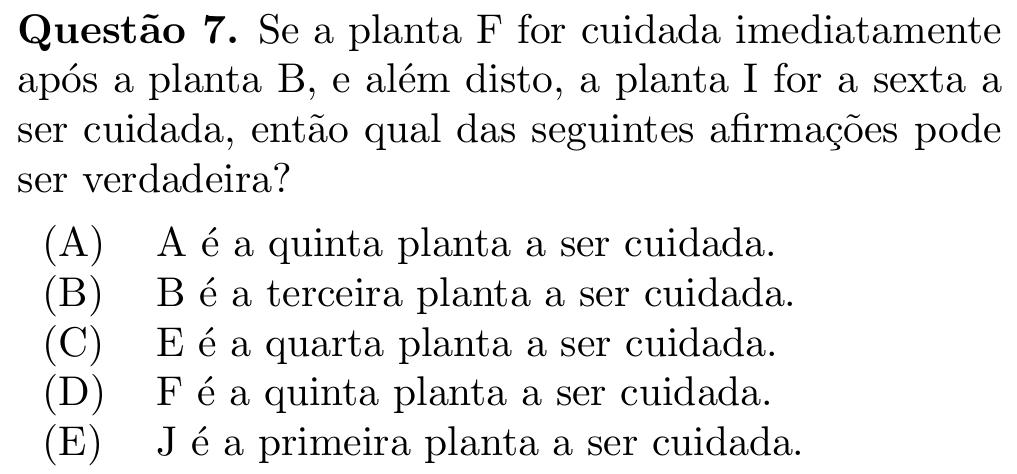 Questão 7. Se a planta F for cuidada imediatamente
após a planta B, e além disto, a planta I for a sexta a
ser cuidada, então qual das seguintes afirmações pode
ser verdadeira?
(A) A é a quinta planta a ser cuidada.
(B) B é a terceira planta a ser cuidada.
(C) E é a quarta planta a ser cuidada.
(D) F é a quinta planta a ser cuidada.
(E) J é a primeira planta a ser cuidada.